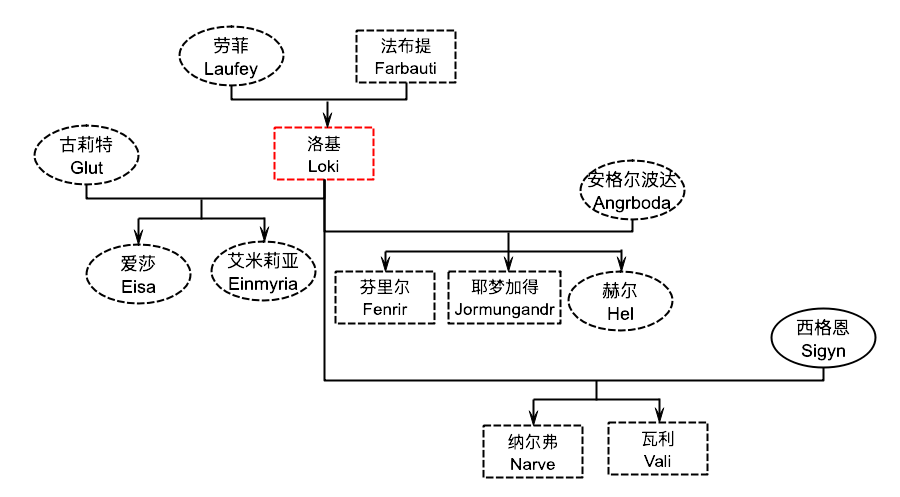 劳菲
Laufey
法布提
Farbauti
古莉特
Glut
洛基
Loki
安格尔波达
Angrboda
爱莎
Eisa
艾米莉亚
Einmyria
芬里尔
Fenrir
耶梦加得
Jormungandr
赫尔
Hel
西格恩
Sigyn
纳尔弗
Narve
瓦利
Vali